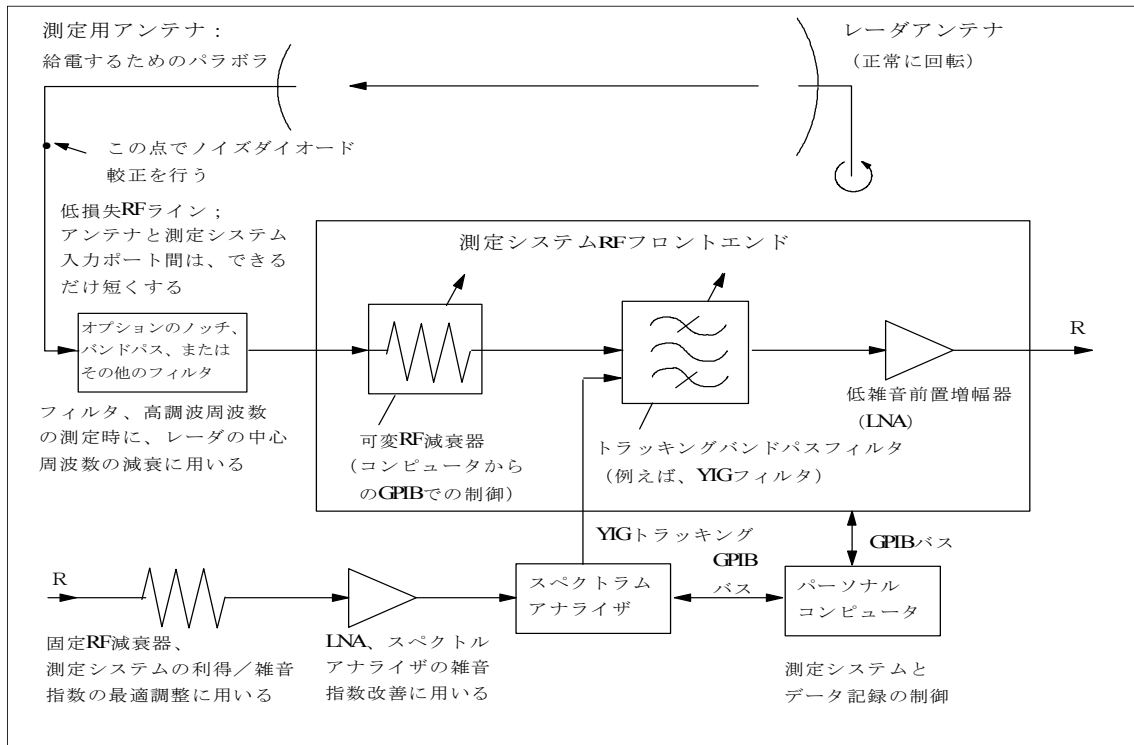 測定用アンテナ：
給電するためのパラボラ
レーダアンテナ
（正常に回転）
この点でノイズダイオード
較正を行う
低損失RFライン；
アンテナと測定システム
入力ポート間は、できる
だけ短くする
測定システムRFフロントエンド
オプションのノッチ、
バンドパス、または
その他のフィルタ
R
低雑音前置増幅器
(LNA)
フィルタ、高調波周波数
の測定時に、レーダの中心
周波数の減衰に用いる
可変RF減衰器
（コンピュータから
のGPIBでの制御）
トラッキングバンドパスフィルタ
（例えば、YIGフィルタ）
YIGトラッキング
GPIB
バス
GPIBバス
R
スペクトラム
アナライザ
パーソナル
コンピュータ
固定RF減衰器、
測定システムの利得／雑音
指数の最適調整に用いる
LNA、スペクトル
アナライザの雑音
指数改善に用いる
測定システムと
データ記録の制御